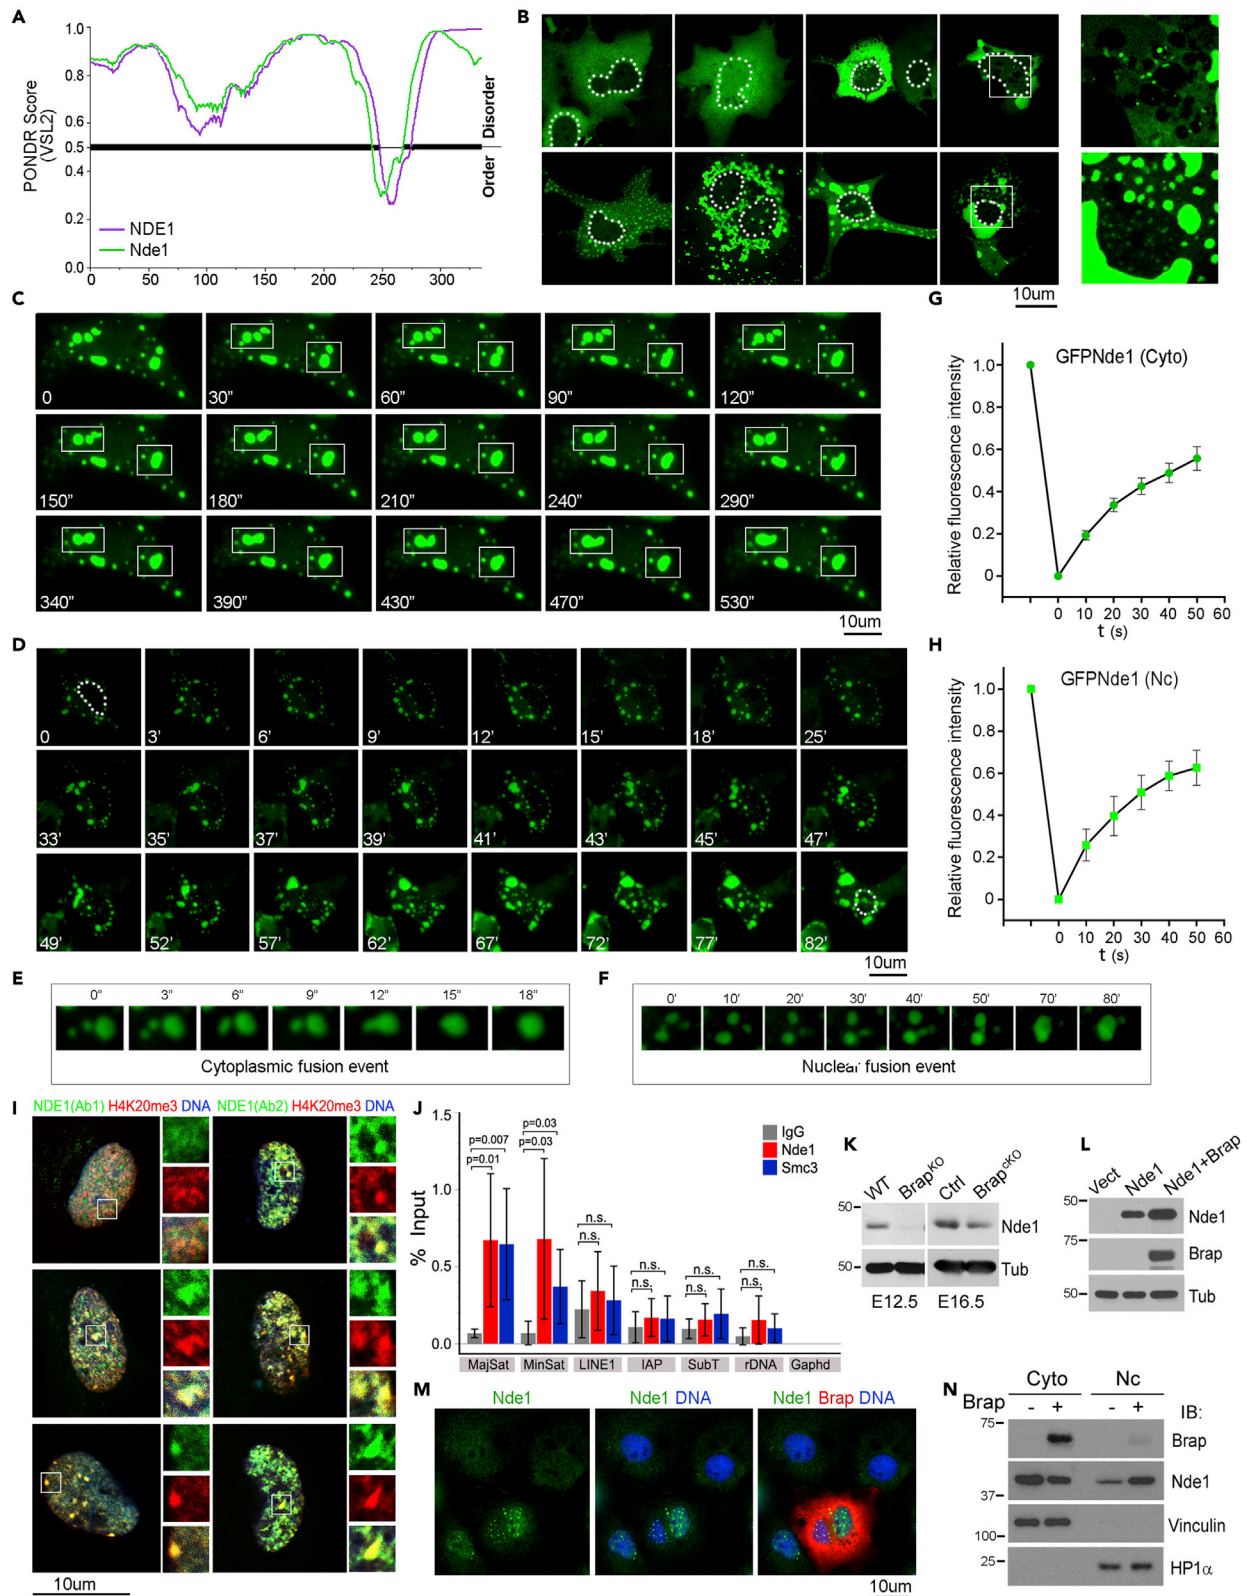 A
PONDR Score
(VSL2)
1.0
0.8
0.6
0.5
0.4
0.2
0.0
Disorder
Order
NDE1
Nde1
0 50 100 150 200 250 300
B
10um
C
0 30” 60” 90” 120”
150” 180” 210” 240” 290”
340” 390” 430” 470” 530”
10um
D
0 3’ 6’ 9’ 12’ 15’ 18’ 25’
33’ 35’ 37’ 39’ 41’ 43’ 45’ 47’
49’ 52’ 57’ 62’ 67’ 72’ 77’ 82’
10um
G
GFPNde1 (Cyto)
Relative fluorescence intensity
1.0
0.8
0.6
0.4
0.2
0
0 10 20 30 40 50 60
t (s)
H
GFPNde1 (Nc)
Relative fluorescence intensity
1.0
0.8
0.6
0.4
0.2
0
0 10 20 30 40 50 60
t (s)
E
0” 3” 6” 9” 12” 15” 18”
Cytoplasmic fusion event
F
0’ 10’ 20’ 30’ 40’ 50’ 70’ 80’
Nuclear fusion event
I
NDE1(Ab1) H4K20me3 DNA NDE1(Ab2) H4K20me3 DNA
10um
J
% Input
1.5
1.0
0.5
0.0
p=0.007
p=0.01
p=0.03
p=0.03
n.s.
n.s.
n.s.
n.s.
n.s.
n.s.
n.s.
n.s.
IgG
Nde1
Smc3
MajSat MinSat LINE1 IAP SubT rDNA Gaphd
K
WT Brap KO Ctrl Brap cKO
50
Nde1
50
Tub
E12.5 E16.5
L
Vect Nde1 Nde1+Brap
50
Nde1
75
Brap
50
Tub
M
Nde1 Nde1 DNA Nde1 Brap DNA
10um
N
Cyto Nc
Brap - + - + IB:
75
Brap
Nde1
37
Vinculin
100
25
HP1α